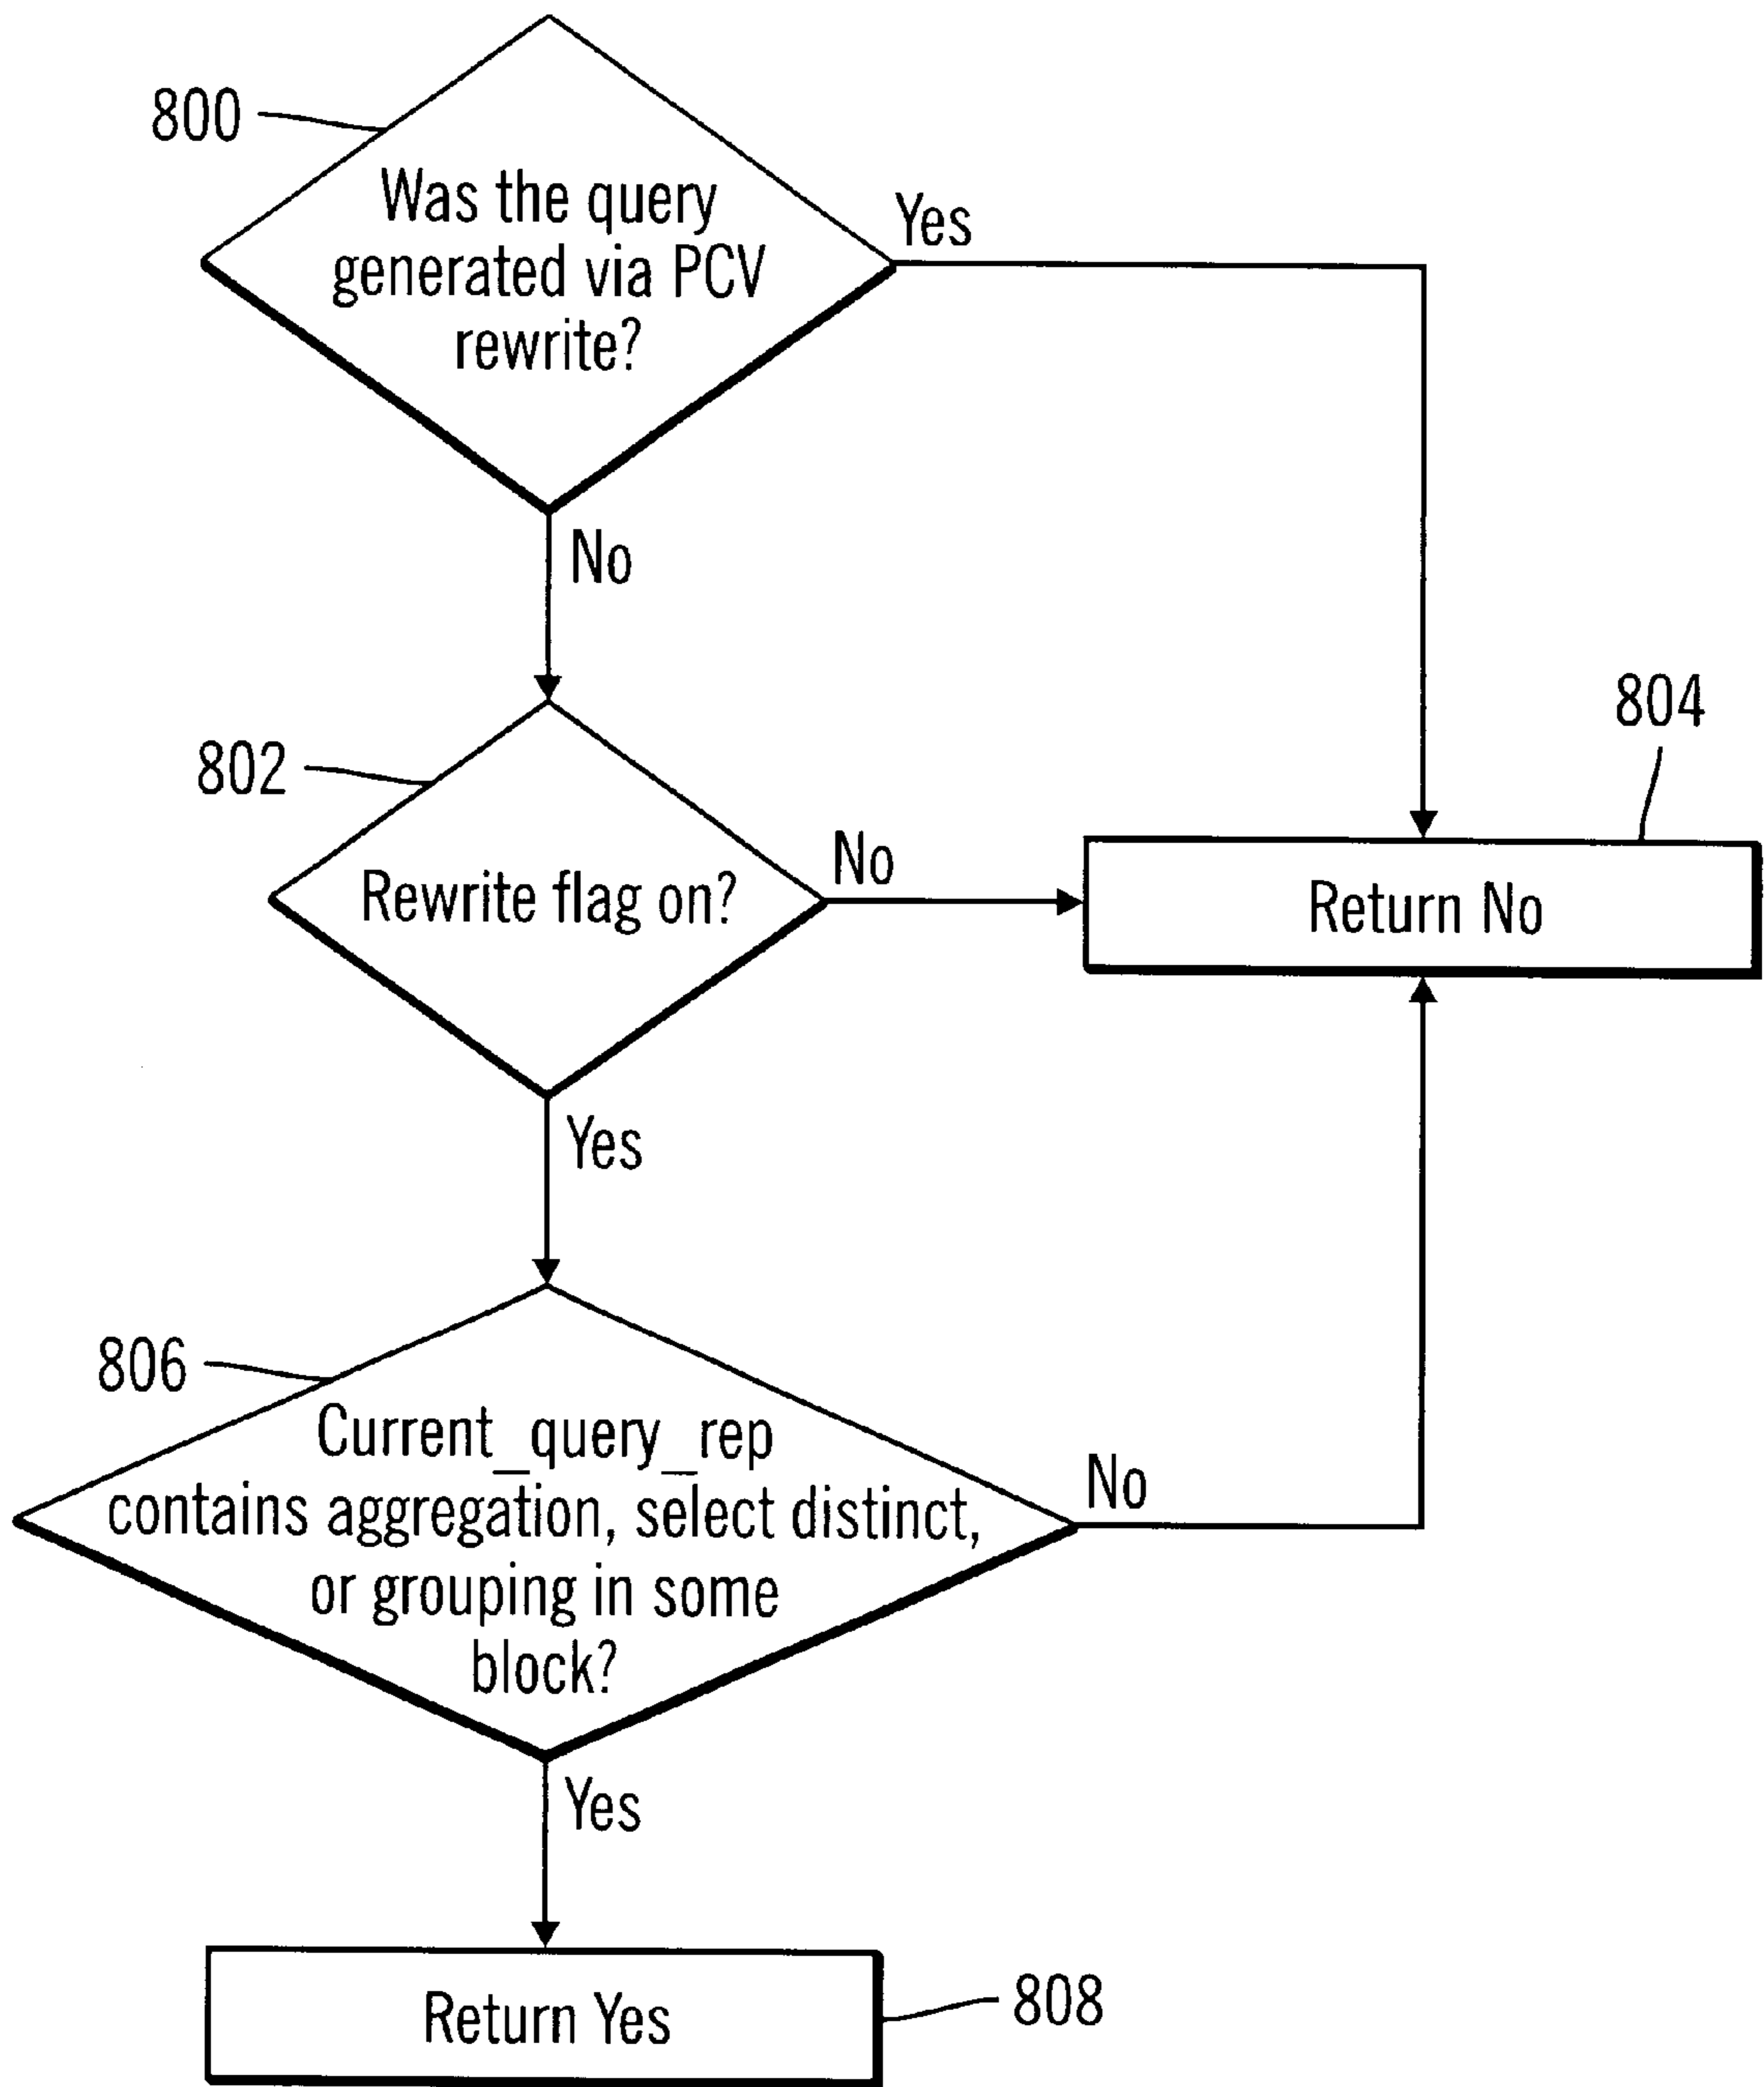 800
Was the query
generated via PCV
rewrite?
Yes
No
802
Rewrite flag on?
No
804
Return No
Yes
806
Current_query_rep
contains aggregation, select distinct,
or grouping in some
block?
No
Yes
Return Yes
808